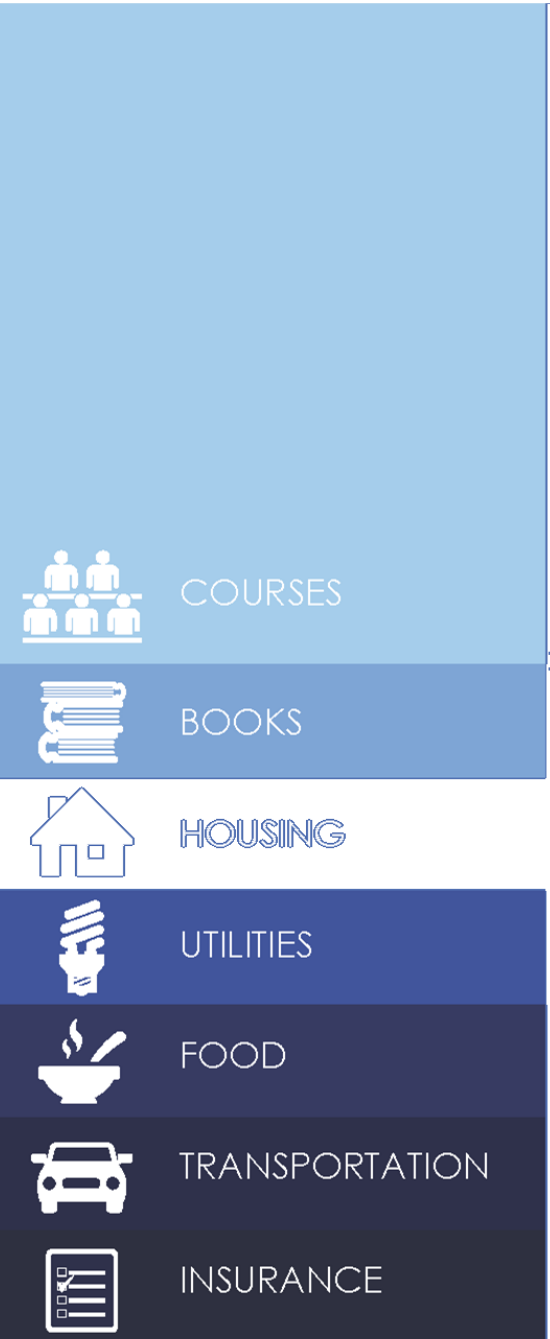 COURSES
BOOKS
HOUSING
UTILITIES
FOOD
TRANSPORTATION
INSURANCE